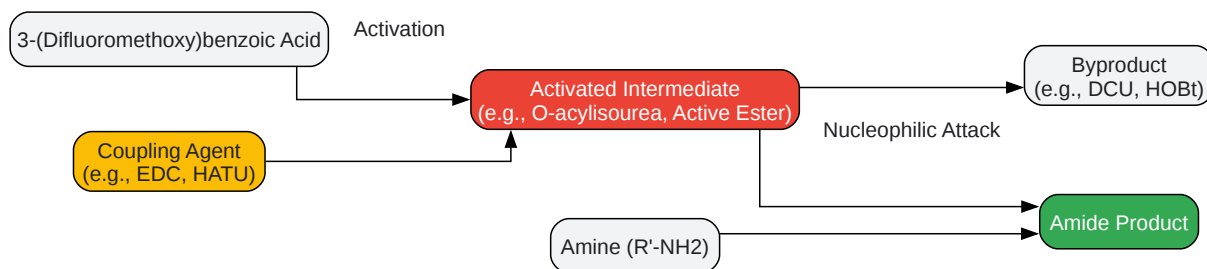 3-(Difluoromethoxy)benzoic Acid
Activation
Activated Intermediate
(e.g., O-acylisourea, Active Ester)
Byproduct
(e.g., DCU, HOBt)
Nucleophilic Attack
Coupling Agent
(e.g., EDC, HATU)
Amine (R'-NH2)
Amide Product